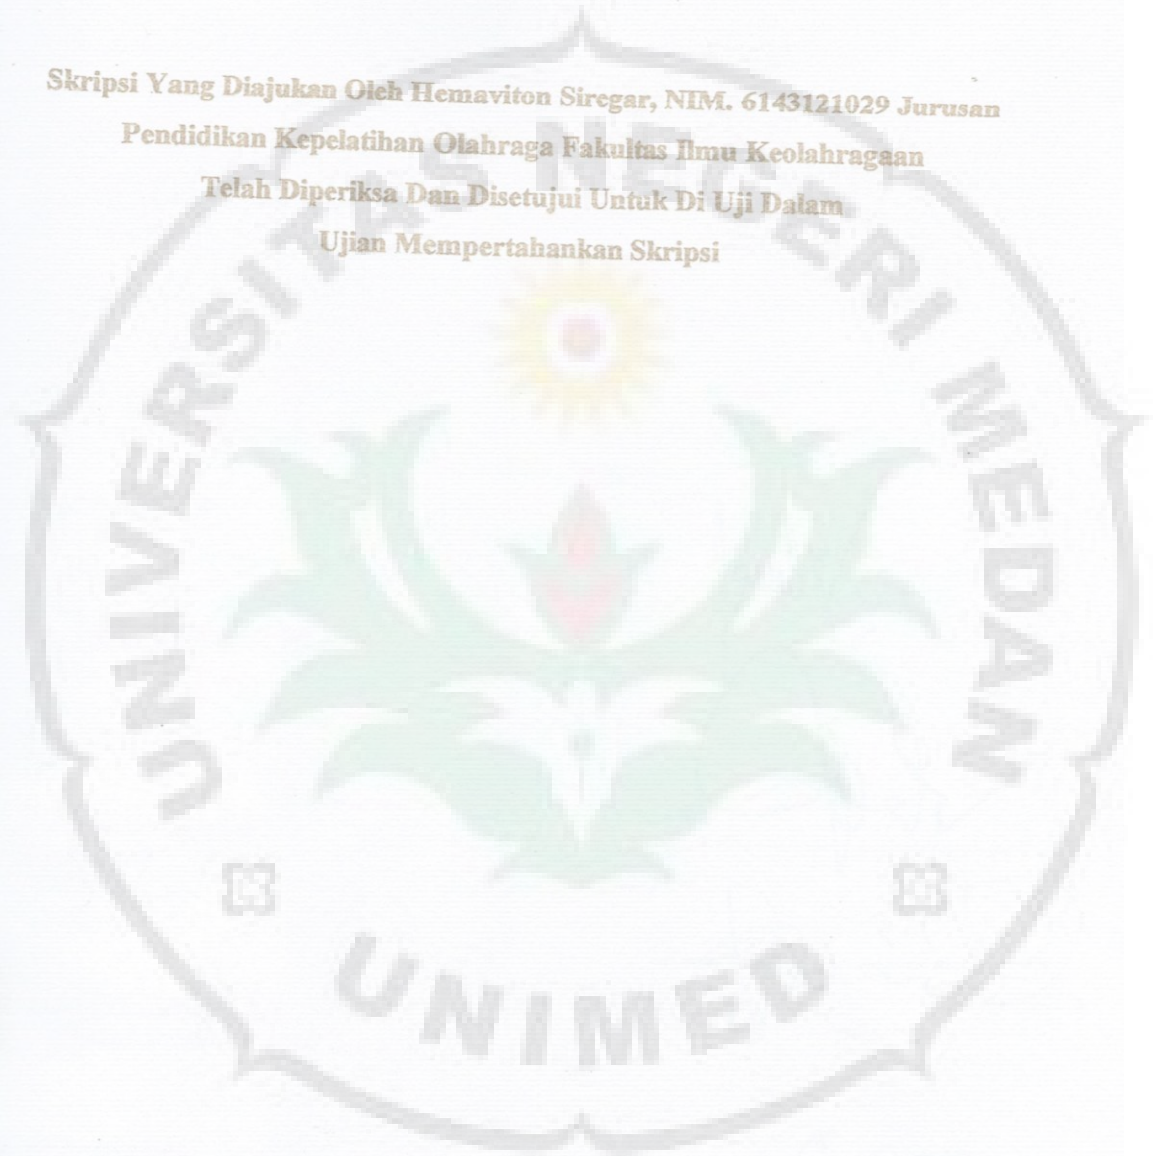 Skripsi Yang Diajukan Oleh Hemaviton Siregar, NIM. 6143121029 Jurusan
Pendidikan Kepelatihan Olahraga Fakultas Ilmu Keolahragaan
Telah Diperiksa Dan Disetujui Untuk Di Uji Dalam
Ujian Mempertahankan Skripsi
UNIVERSITAS NEGERI MEDAN
UNIMED